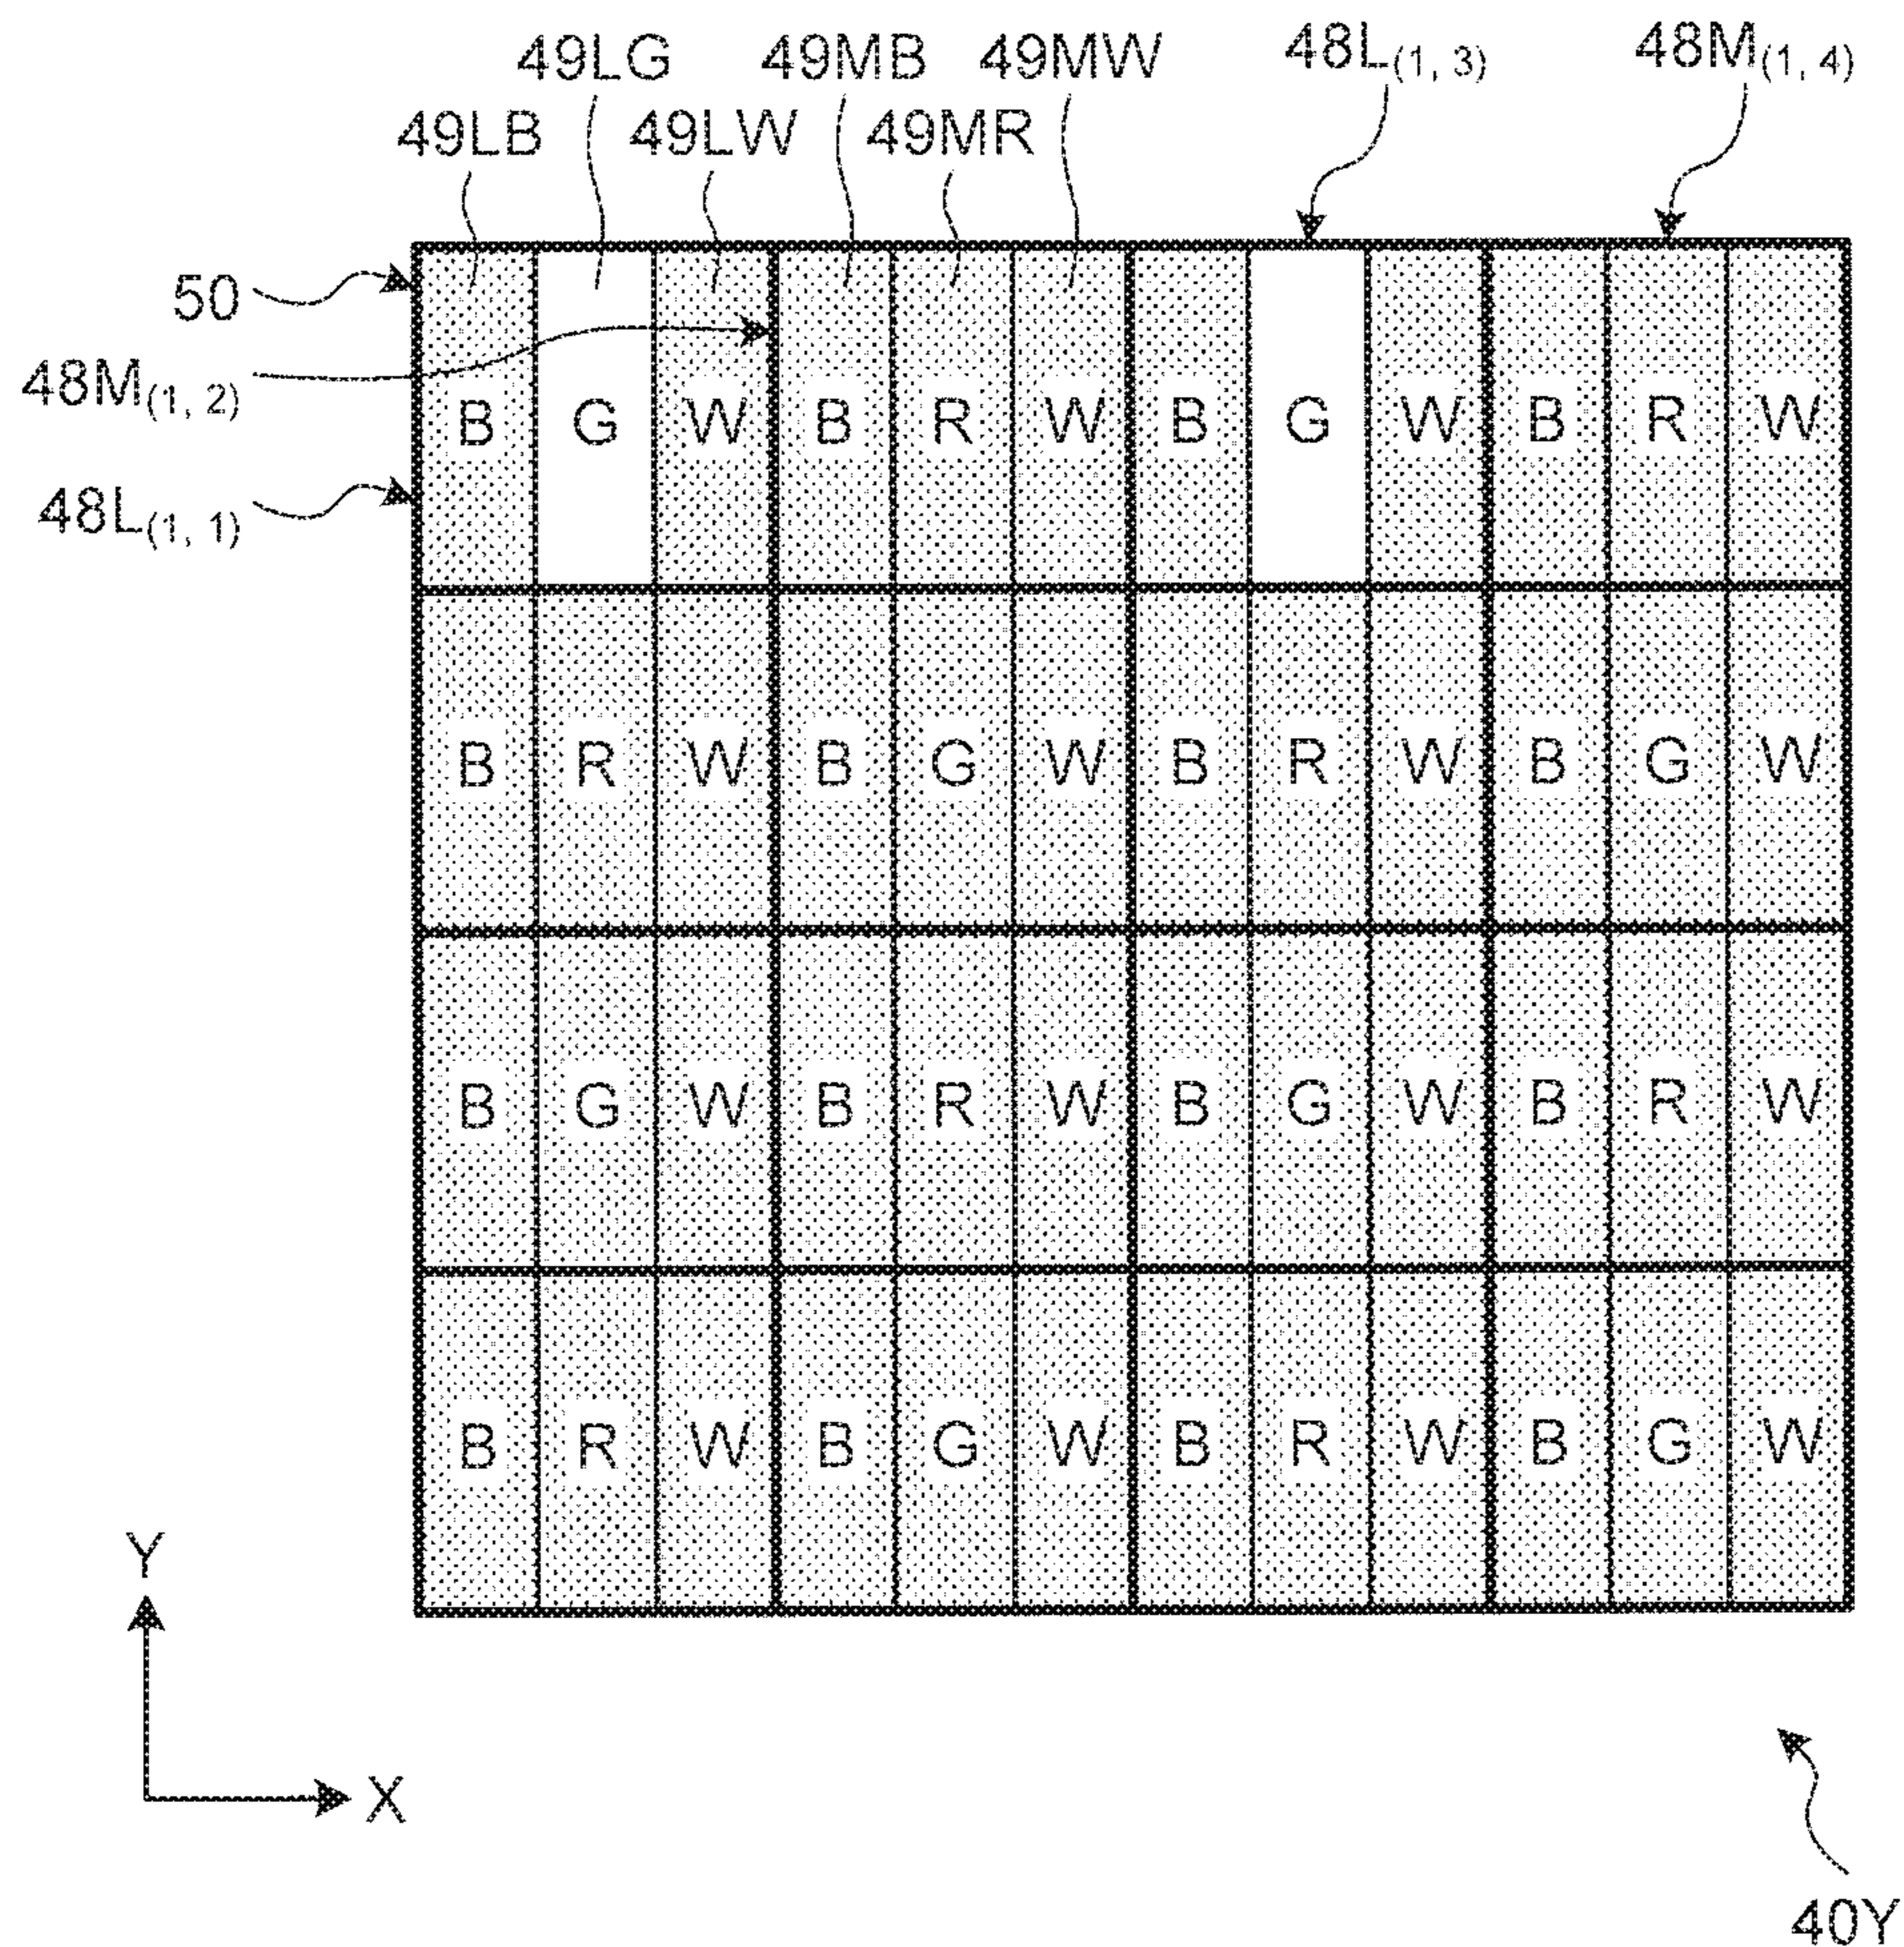 49LG 49MB 49MW 48L(1, 3) 48M(1, 4)
49LB 49LW 49MR
50
48M(1, 2)
48L(1, 1)
B G W B R W B G W B R W
B R W B G W B R W B G W
B G W B R W B G W B R W
B R W B G W B R W B G W
Y
X
40Y